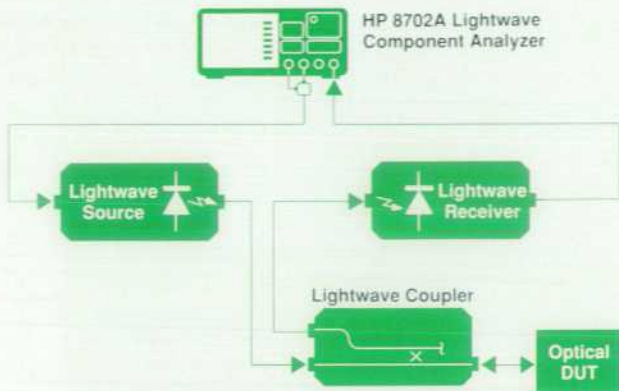 HP 8702A Lightwave
Component Analyzer
Lightwave
Source
Lightwave
Receiver
Lightwave Coupler
Optical
DUT